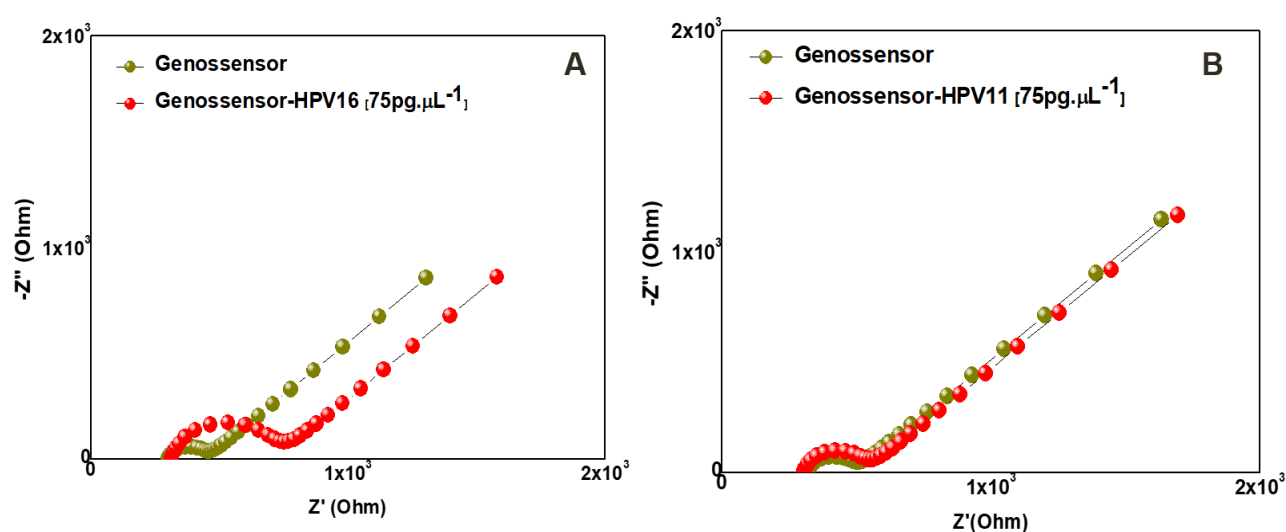 2x10³
Genossensor
A
Genossensor-HPV16 [75pg.µL⁻¹]
-Z" (Ohm)
1x10³
0
0
1x10³
2x10³
Z' (Ohm)
2x10³
Genossensor
B
Genossensor-HPV11 [75pg.µL⁻¹]
-Z" (Ohm)
1x10³
0
0
1x10³
2x10³
Z'(Ohm)